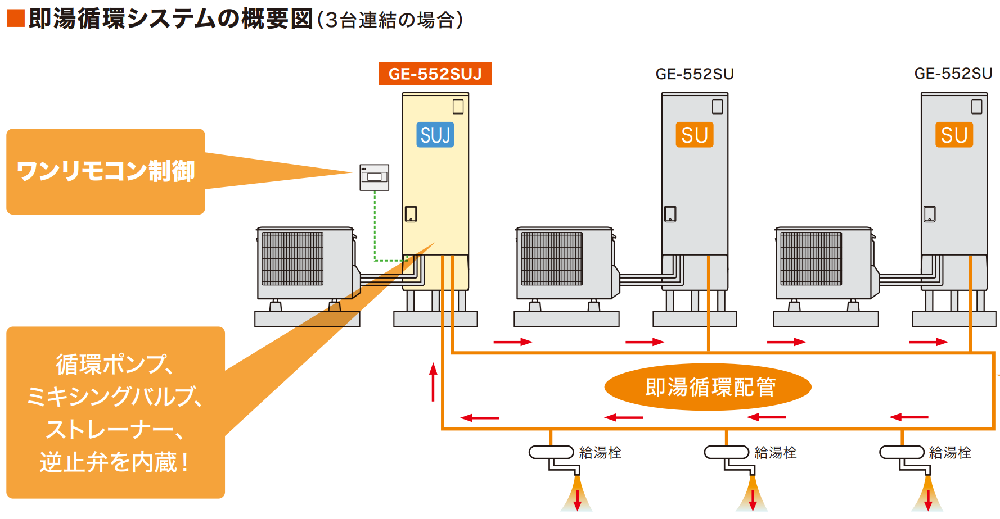 ■即湯循環システムの概要図（3台連結の場合）
GE-552SUJ
GE-552SU
GE-552SU
SUJ
SU
SU
ワンリモコン制御
循環ポンプ、
ミキシングバルブ、
ストレーナー、
逆止弁を内蔵！
即湯循環配管
給湯栓
給湯栓
給湯栓